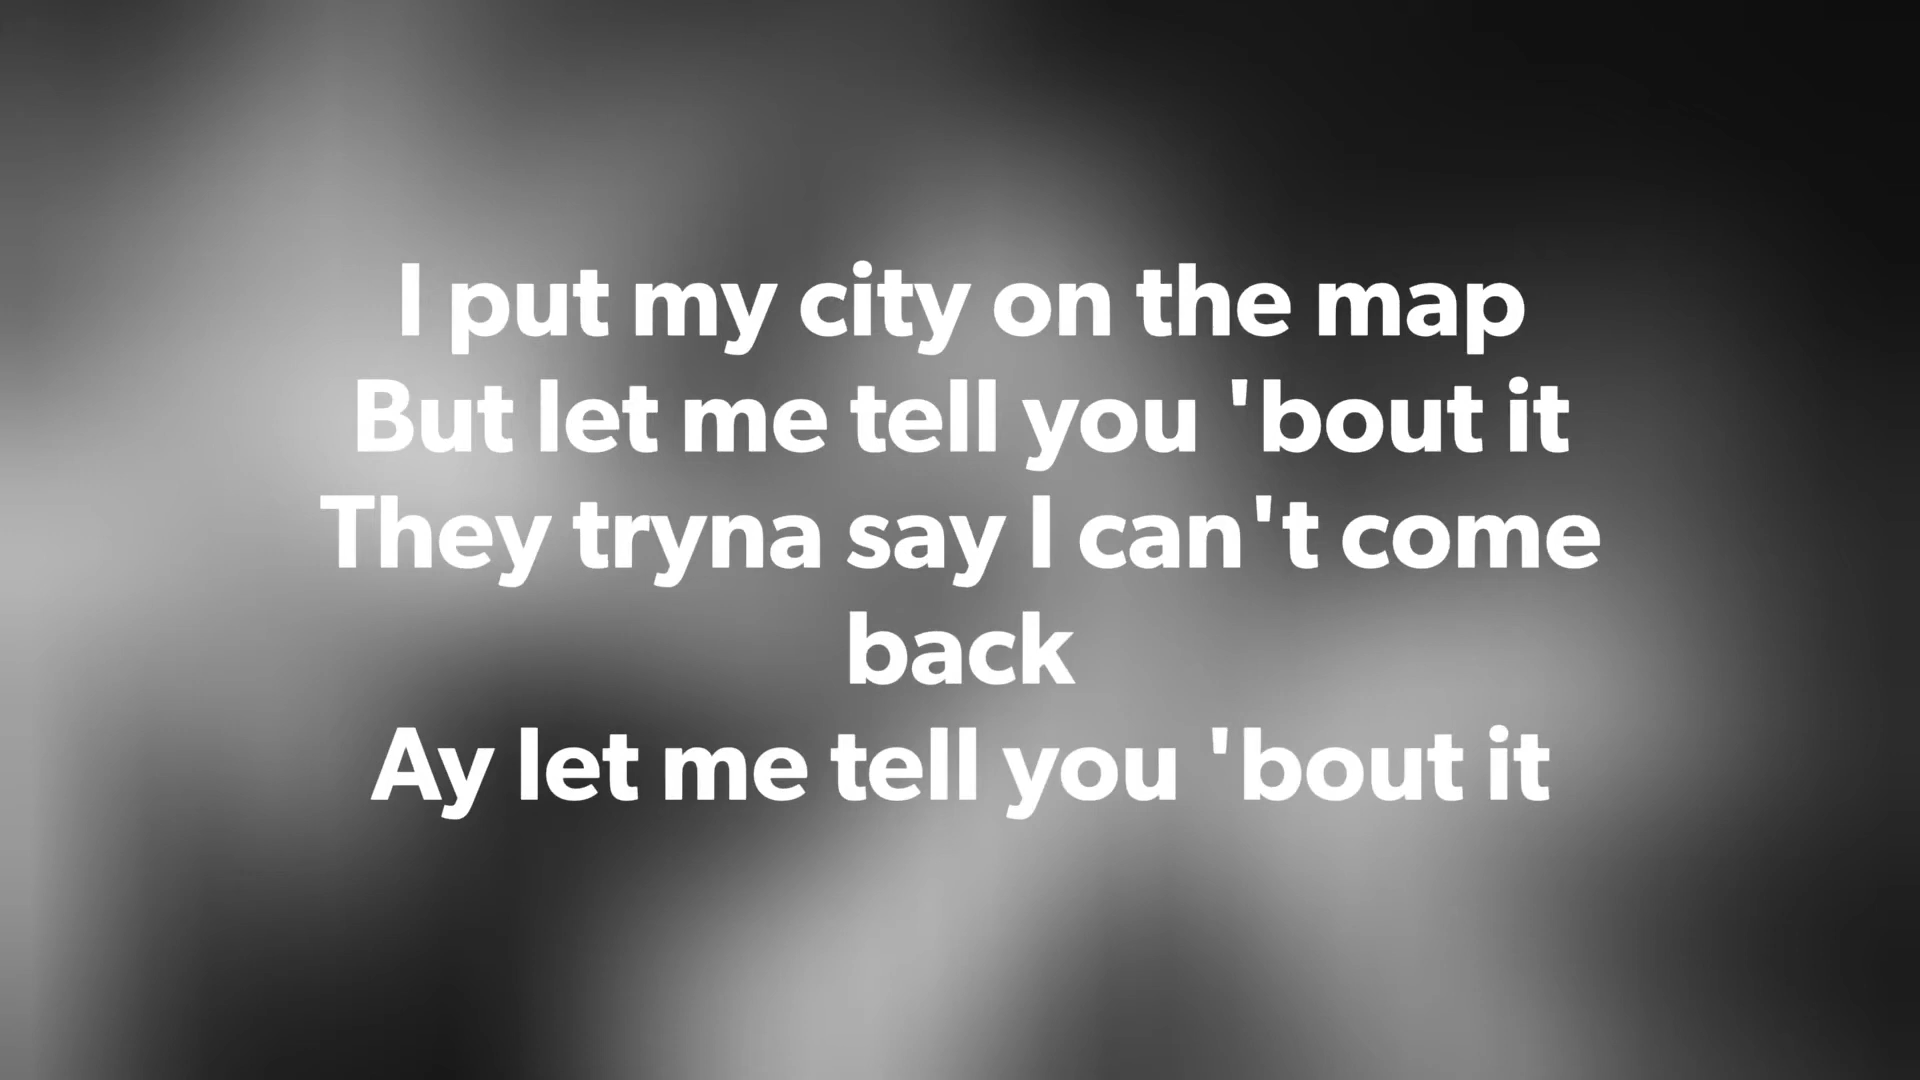 I put my city on the map
But let me tell you 'bout it
They tryna say I can't come
back
Ay let me tell you 'bout it